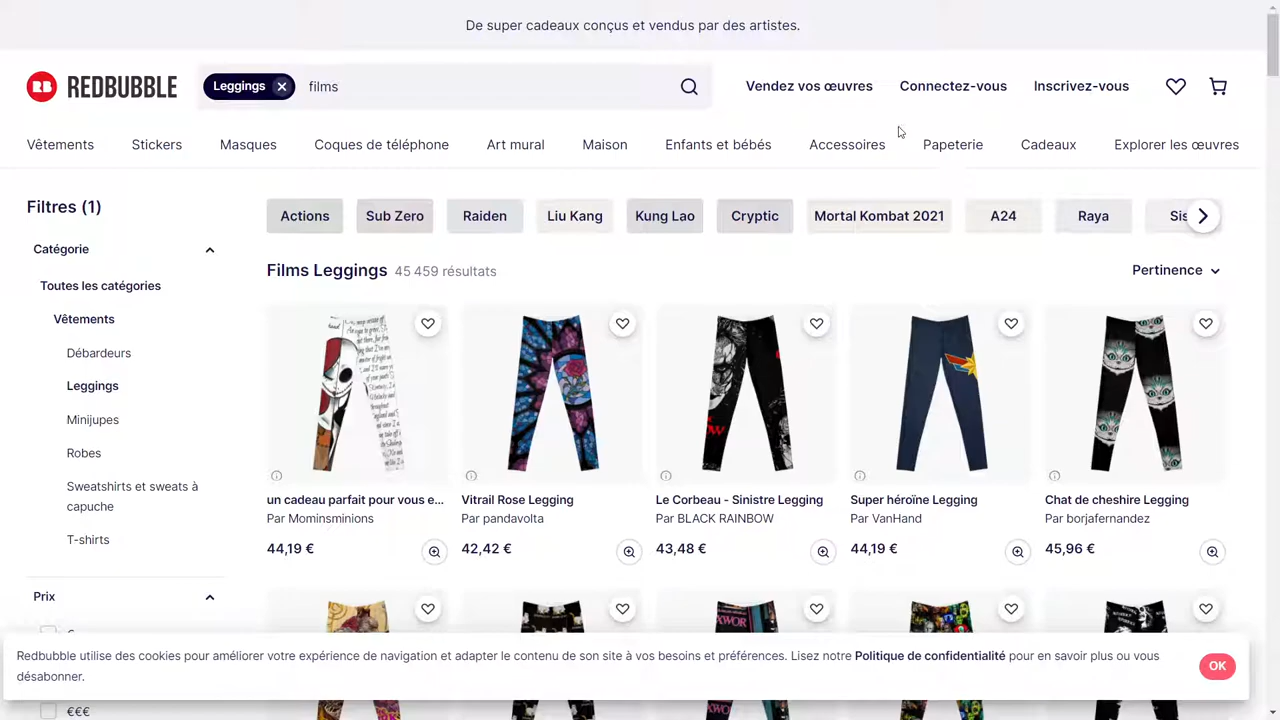 De super cadeaux conçus et vendus par des artistes.
RB REDBUBBLE
Leggings
films
Vendez vos œuvres
Connectez-vous
Inscrivez-vous
Vêtements
Stickers
Masques
Coques de téléphone
Art mural
Maison
Enfants et bébés
Accessoires
Papeterie
Cadeaux
Explorer les œuvres
Filtres (1)
Catégorie
Toutes les catégories
Vêtements
Débardeurs
Leggings
Minijupes
Robes
Sweatshirts et sweats à
capuche
T-shirts
Prix
€€€
Actions
Sub Zero
Raiden
Liu Kang
Kung Lao
Cryptic
Mortal Kombat 2021
A24
Raya
Sis
Films Leggings 45 459 résultats
Pertinence
un cadeau parfait pour vous e...
Par Mominsminions
44,19 €
Vitrail Rose Legging
Par pandavolta
42,42 €
Le Corbeau - Sinistre Legging
Par BLACK RAINBOW
43,48 €
Super héroïne Legging
Par VanHand
44,19 €
Chat de cheshire Legging
Par borjafernandez
45,96 €
Redbubble utilise des cookies pour améliorer votre expérience de navigation et adapter le contenu de son site à vos besoins et préférences. Lisez notre Politique de confidentialité pour en savoir plus ou vous
désabonner.
OK